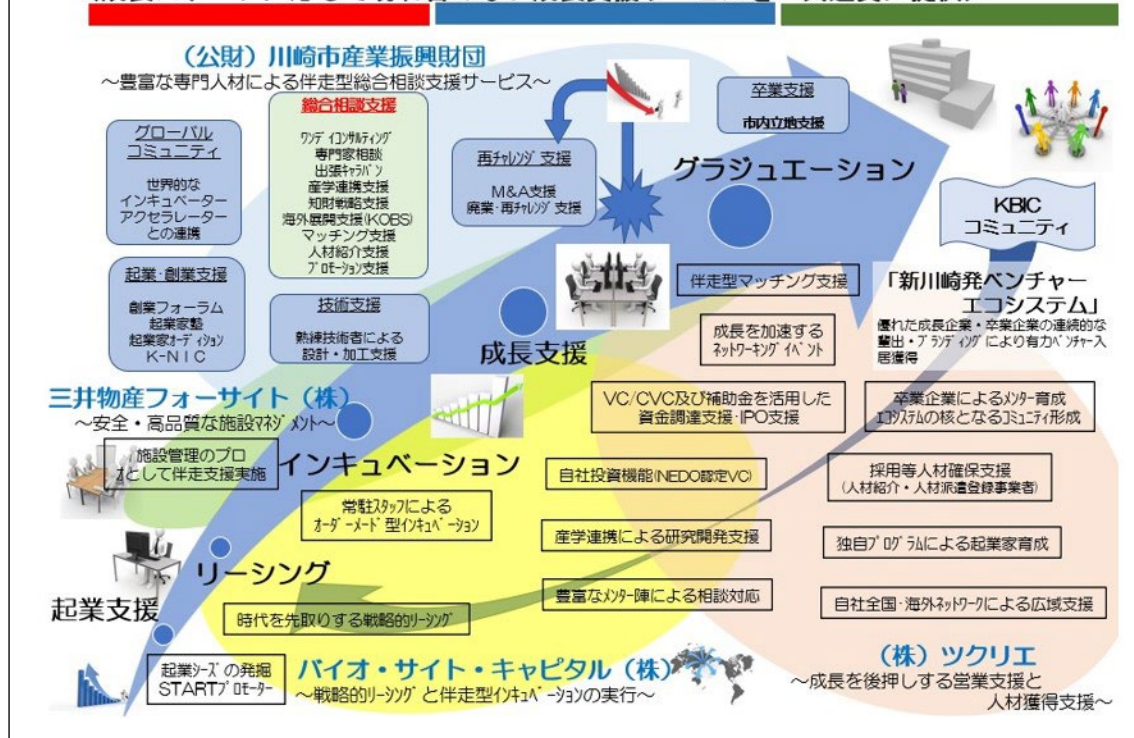 （公財）川崎市産業振興財団
～豊富な専門人材による伴走型総合相談支援サービス～
グローバル
コミュニティ
世界的な
インキュベーター
アクセラレーター
との連携
総合相談支援
ﾜﾝﾃﾞｲｺﾝｻﾙﾃｨﾝｸﾞ
専門家相談
出張ｷｬﾗﾊﾞﾝ
産学連携支援
知財戦略支援
海外展開支援(KOBS)
マッチング支援
人材紹介支援
ﾌﾟﾛﾓｰｼｮﾝ支援
再ﾁｬﾚﾝｼﾞ支援
M&A支援
廃業･再ﾁｬﾚﾝｼﾞ支援
卒業支援
市内立地支援
グラジュエーション
KBIC
コミュニティ
起業･創業支援
創業フォーラム
起業家塾
起業家ｵｰﾃﾞｨｼｮﾝ
K-NIC
技術支援
熟練技術者による
設計・加工支援
成長支援
伴走型マッチング支援
成長を加速する
ﾈｯﾄﾜｰｷﾝｸﾞｲﾍﾞﾝﾄ
「新川崎発ベンチャー
エコシステム」
優れた成長企業・卒業企業の連続的な
輩出・ﾌﾞﾗﾝﾃﾞｨﾝｸﾞにより有力ﾍﾞﾝﾁｬｰ入
居獲得
三井物産フォーサイト（株）
～安全・高品質な施設ﾏﾈｼﾞﾒﾝﾄ～
施設管理のプロ
として伴走支援実施
インキュベーション
常駐ｽﾀｯﾌによる
ｵｰﾀﾞｰﾒｰﾄﾞ型ｲﾝｷｭﾍﾞｰｼｮﾝ
VC/CVC及び補助金を活用した
資金調達支援･IPO支援
卒業企業によるﾒﾝﾀｰ育成
ｴｺｼｽﾃﾑの核となるｺﾐｭﾆﾃｨ形成
自社投資機能(NEDO認定VC)
採用等人材確保支援
(人材紹介・人材派遣登録事業者)
産学連携による研究開発支援
独自ﾌﾟﾛｸﾞﾗﾑによる起業家育成
豊富なﾒﾝﾀｰ陣による相談対応
自社全国･海外ﾈｯﾄﾜｰｸによる広域支援
リーシング
起業支援
時代を先取りする戦略的ﾘｰｼﾝｸﾞ
起業ｼｰｽﾞの発掘
STARTﾌﾟﾛﾓｰﾀｰ
バイオ・サイト・キャピタル（株）
～戦略的ﾘｰｼﾝｸﾞと伴走型ｲﾝｷｭﾍﾞｰｼｮﾝの実行～
（株）ツクリエ
～成長を後押しする営業支援と
人材獲得支援～